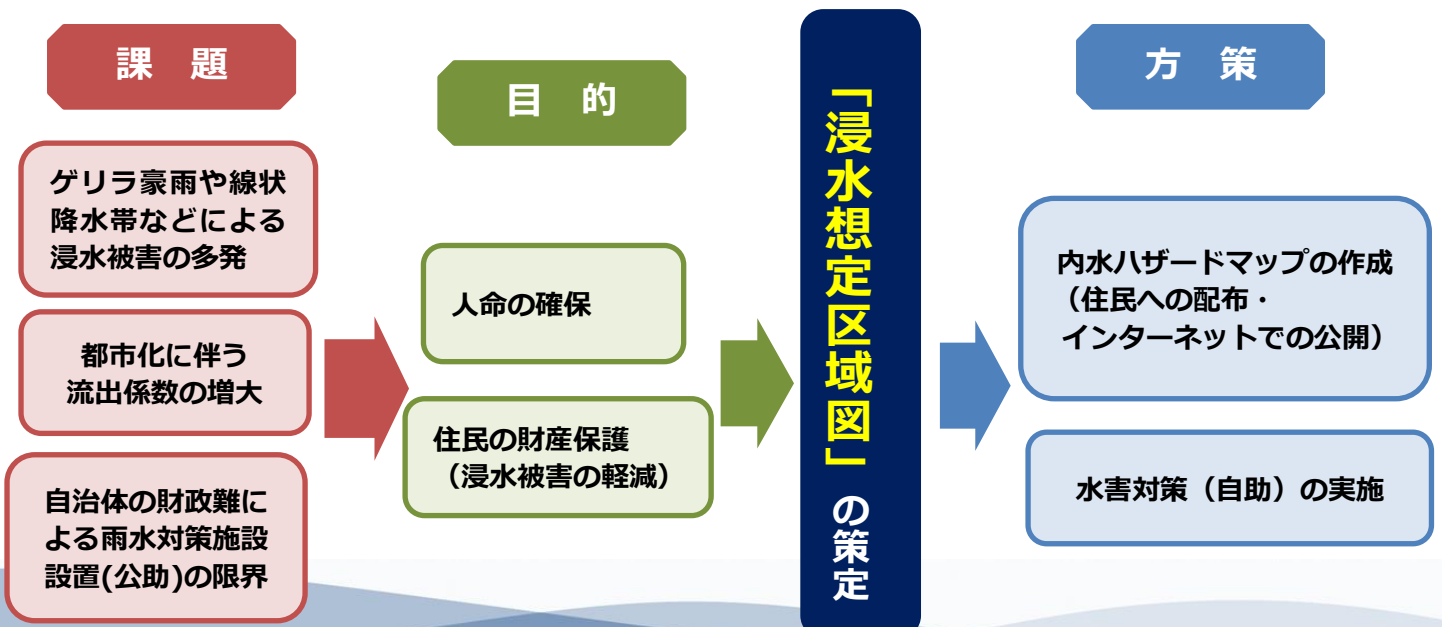 課 題
ゲリラ豪雨や線状
降水帯などによる
浸水被害の多発
都市化に伴う
流出係数の増大
自治体の財政難に
よる雨水対策施設
設置(公助)の限界
目 的
人命の確保
住民の財産保護
（浸水被害の軽減）
「浸水想定区域図」の策定
方 策
内水ハザードマップの作成
（住民への配布・
インターネットでの公開）
水害対策（自助）の実施